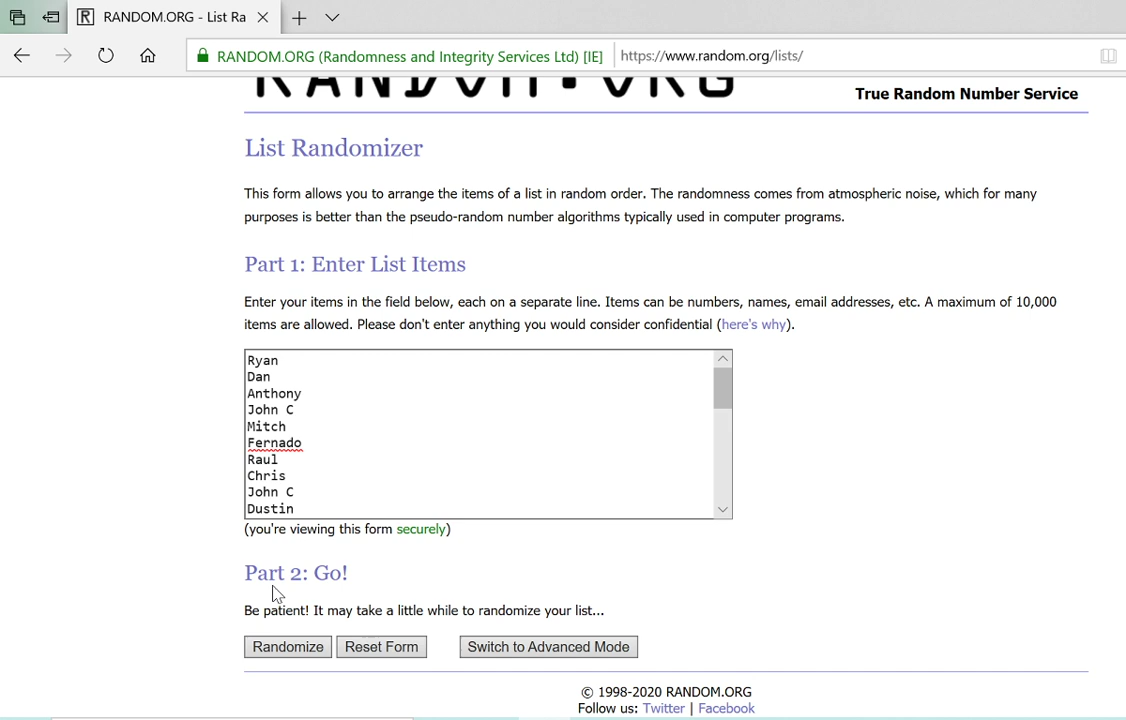 RANDOM.ORG - List Ra
RANDOM.ORG (Randomness and Integrity Services Ltd) [IE]
https://www.random.org/lists/
RANDOM.ORG
True Random Number Service
List Randomizer
This form allows you to arrange the items of a list in random order. The randomness comes from atmospheric noise, which for many
purposes is better than the pseudo-random number algorithms typically used in computer programs.
Part 1: Enter List Items
Enter your items in the field below, each on a separate line. Items can be numbers, names, email addresses, etc. A maximum of 10,000
items are allowed. Please don't enter anything you would consider confidential (here's why).
Ryan
Dan
Anthony
John C
Mitch
Fernado
Raul
Chris
John C
Dustin
(you're viewing this form securely)
Part 2: Go!
Be patient! It may take a little while to randomize your list...
Randomize
Reset Form
Switch to Advanced Mode
© 1998-2020 RANDOM.ORG
Follow us: Twitter | Facebook